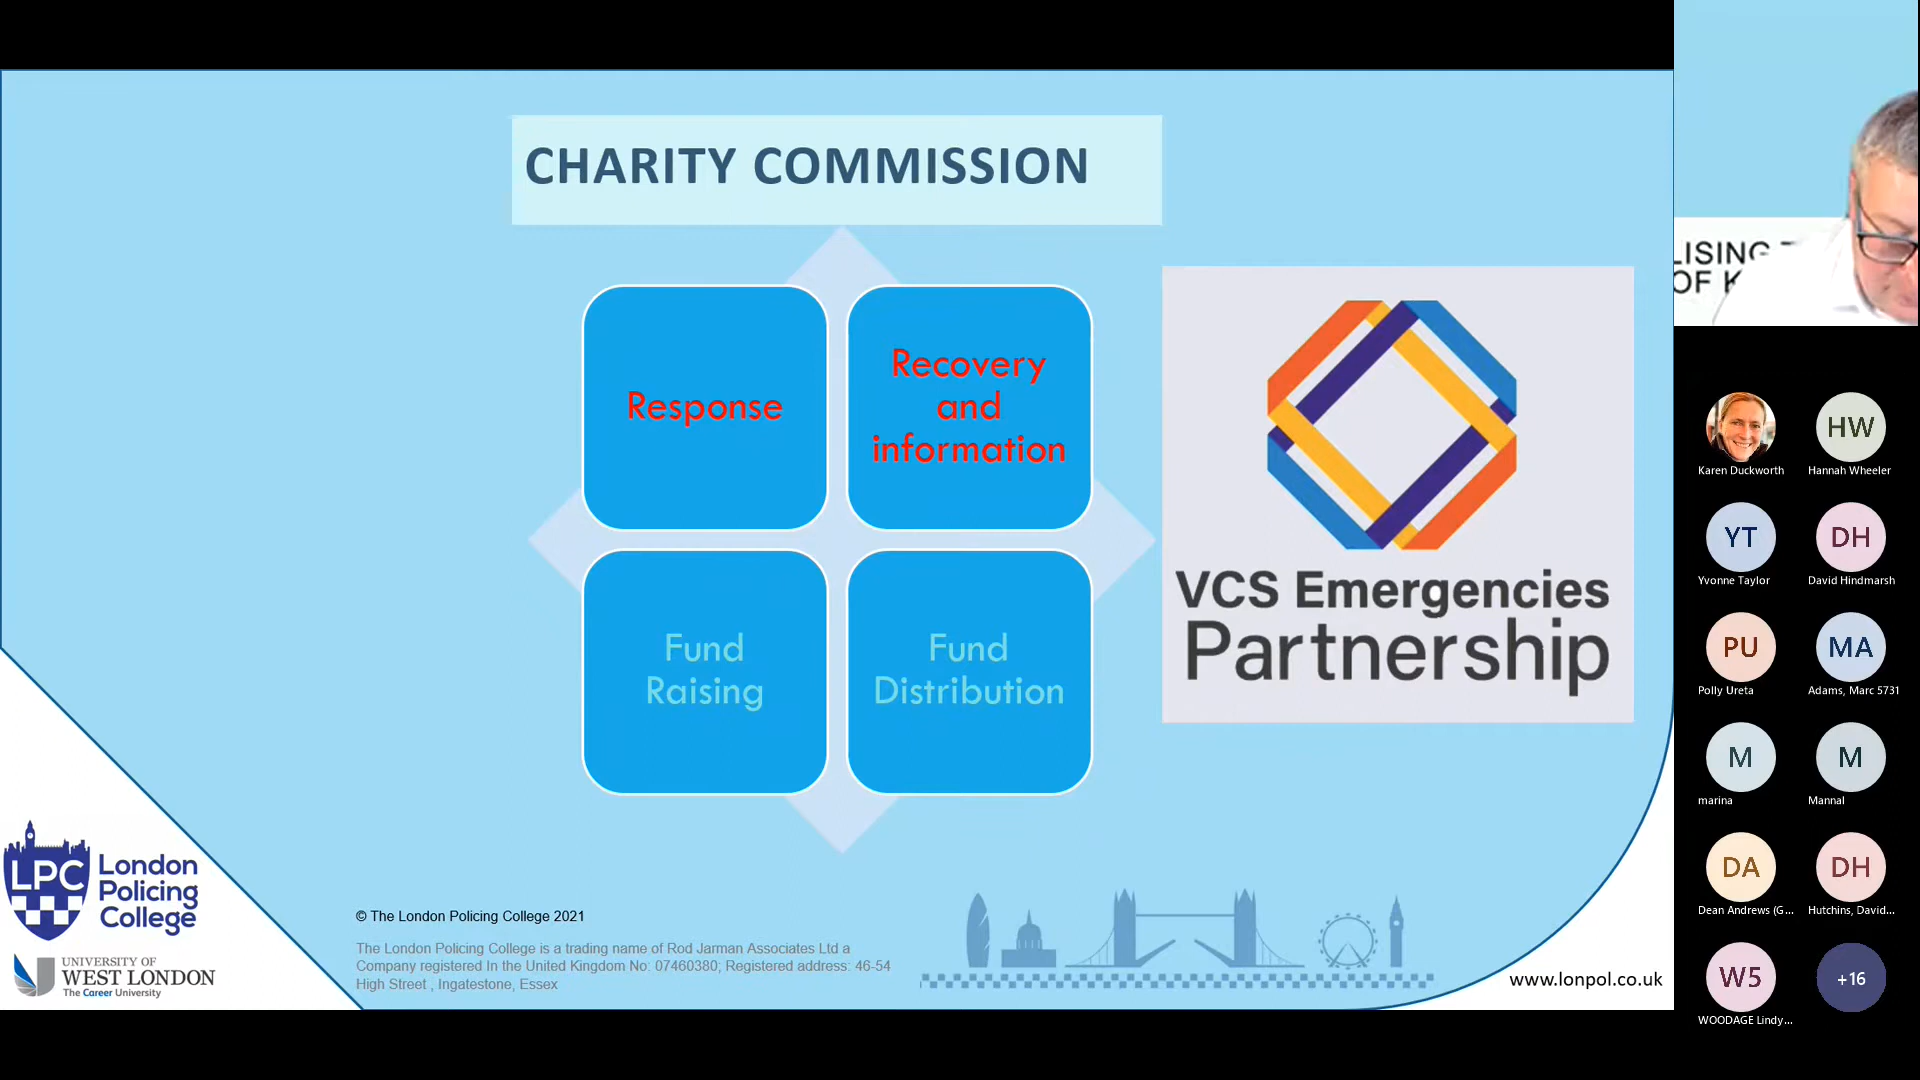 CHARITY COMMISSION
Response
Recovery
and
information
Fund
Raising
Fund
Distribution
VCS Emergencies
Partnership
LPC
London
Policing
College
UNIVERSITY OF
WEST LONDON
The Career University
© The London Policing College 2021
The London Policing College is a trading name of Rod Jarman Associates Ltd a
Company registered In the United Kingdom No: 07460380; Registered address: 46-54
High Street , Ingatestone, Essex
www.lonpol.co.uk
LISING
OF
Karen Duckworth
HW
Hannah Wheeler
YT
Yvonne Taylor
DH
David Hindmarsh
PU
Polly Ureta
MA
Adams, Marc 5731
M
marina
M
Mannal
DA
Dean Andrews (G...
DH
Hutchins, David...
W5
WOODAGE Lindy...
+16